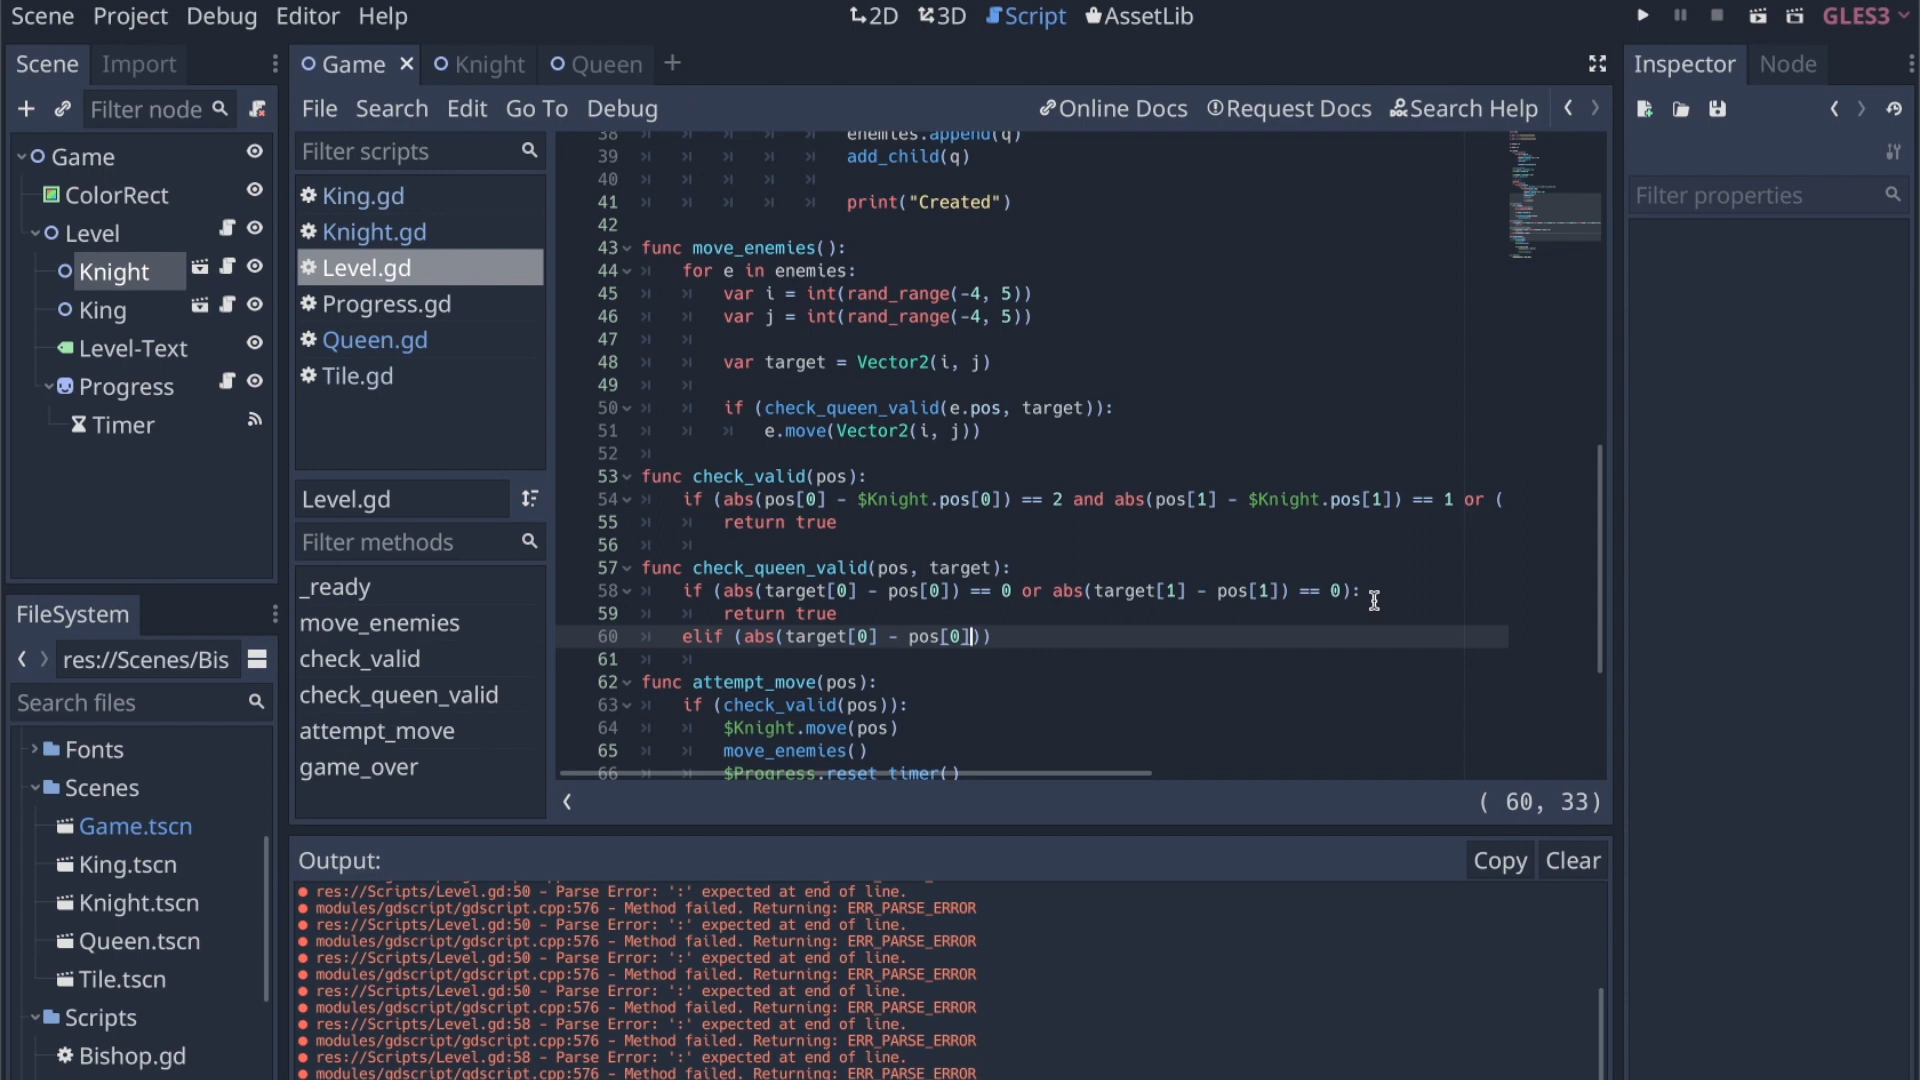 Scene Project Debug Editor Help
2D 3D Script AssetLib
GLES3
Scene Import
Game Knight Queen
Inspector Node
Filter node
File Search Edit Go To Debug
Online Docs Request Docs Search Help
Filter properties
Game
ColorRect
Level
Knight
King
Level-Text
Progress
Timer
Filter scripts
King.gd
Knight.gd
Level.gd
Progress.gd
Queen.gd
Tile.gd
Level.gd
Filter methods
_ready
move_enemies
check_valid
check_queen_valid
attempt_move
game_over
38 enemies.append(q)
39 add_child(q)
40
41 print("Created")
42
43 func move_enemies():
44 for e in enemies:
45 var i = int(rand_range(-4, 5))
46 var j = int(rand_range(-4, 5))
47
48 var target = Vector2(i, j)
49
50 if (check_queen_valid(e.pos, target)):
51 e.move(Vector2(i, j))
52
53 func check_valid(pos):
54 if (abs(pos[0] - $Knight.pos[0]) == 2 and abs(pos[1] - $Knight.pos[1]) == 1 or (
55 return true
56
57 func check_queen_valid(pos, target):
58 if (abs(target[0] - pos[0]) == 0 or abs(target[1] - pos[1]) == 0):
59 return true
60 elif (abs(target[0] - pos[0]))
61
62 func attempt_move(pos):
63 if (check_valid(pos)):
64 $Knight.move(pos)
65 move_enemies()
66 $Progress.reset_timer()
( 60, 33)
FileSystem
res://Scenes/Bis
Search files
Fonts
Scenes
Game.tscn
King.tscn
Knight.tscn
Queen.tscn
Tile.tscn
Scripts
Bishop.gd
Output:
Copy Clear
res://Scripts/Level.gd:50 - Parse Error: ':' expected at end of line.
modules/gdscript/gdscript.cpp:576 - Method failed. Returning: ERR_PARSE_ERROR
res://Scripts/Level.gd:50 - Parse Error: ':' expected at end of line.
modules/gdscript/gdscript.cpp:576 - Method failed. Returning: ERR_PARSE_ERROR
res://Scripts/Level.gd:50 - Parse Error: ':' expected at end of line.
modules/gdscript/gdscript.cpp:576 - Method failed. Returning: ERR_PARSE_ERROR
res://Scripts/Level.gd:50 - Parse Error: ':' expected at end of line.
modules/gdscript/gdscript.cpp:576 - Method failed. Returning: ERR_PARSE_ERROR
res://Scripts/Level.gd:58 - Parse Error: ':' expected at end of line.
modules/gdscript/gdscript.cpp:576 - Method failed. Returning: ERR_PARSE_ERROR
res://Scripts/Level.gd:58 - Parse Error: ':' expected at end of line.
modules/gdscript/gdscript.cpp:576 - Method failed. Returning: ERR_PARSE_ERROR